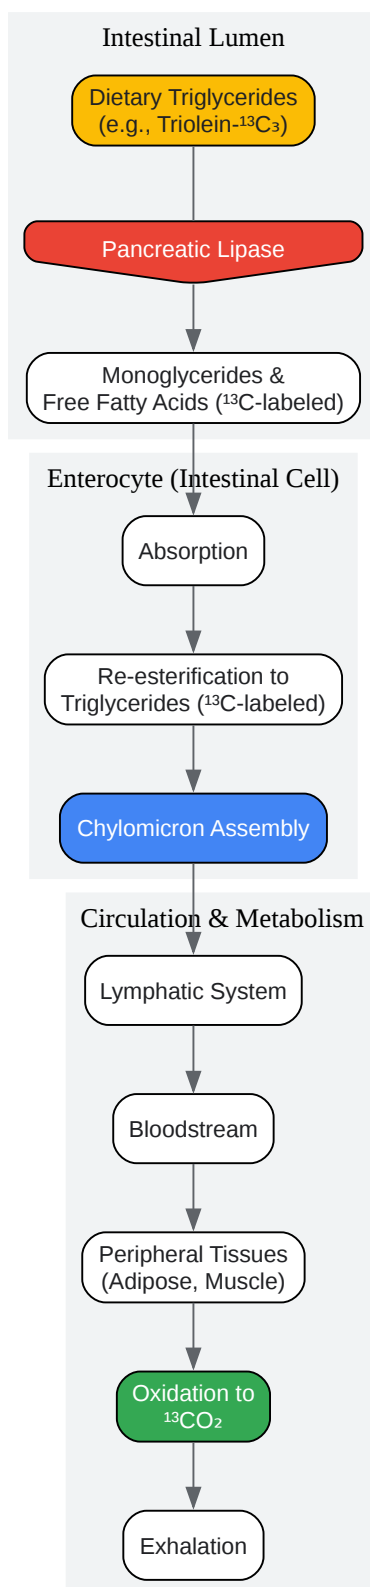 Intestinal Lumen
Dietary Triglycerides
(e.g., Triolein-¹³C₃)
Pancreatic Lipase
Monoglycerides &
Free Fatty Acids (¹³C-labeled)
Enterocyte (Intestinal Cell)
Absorption
Re-esterification to
Triglycerides (¹³C-labeled)
Chylomicron Assembly
Circulation & Metabolism
Lymphatic System
Bloodstream
Peripheral Tissues
(Adipose, Muscle)
Oxidation to
¹³CO₂
Exhalation